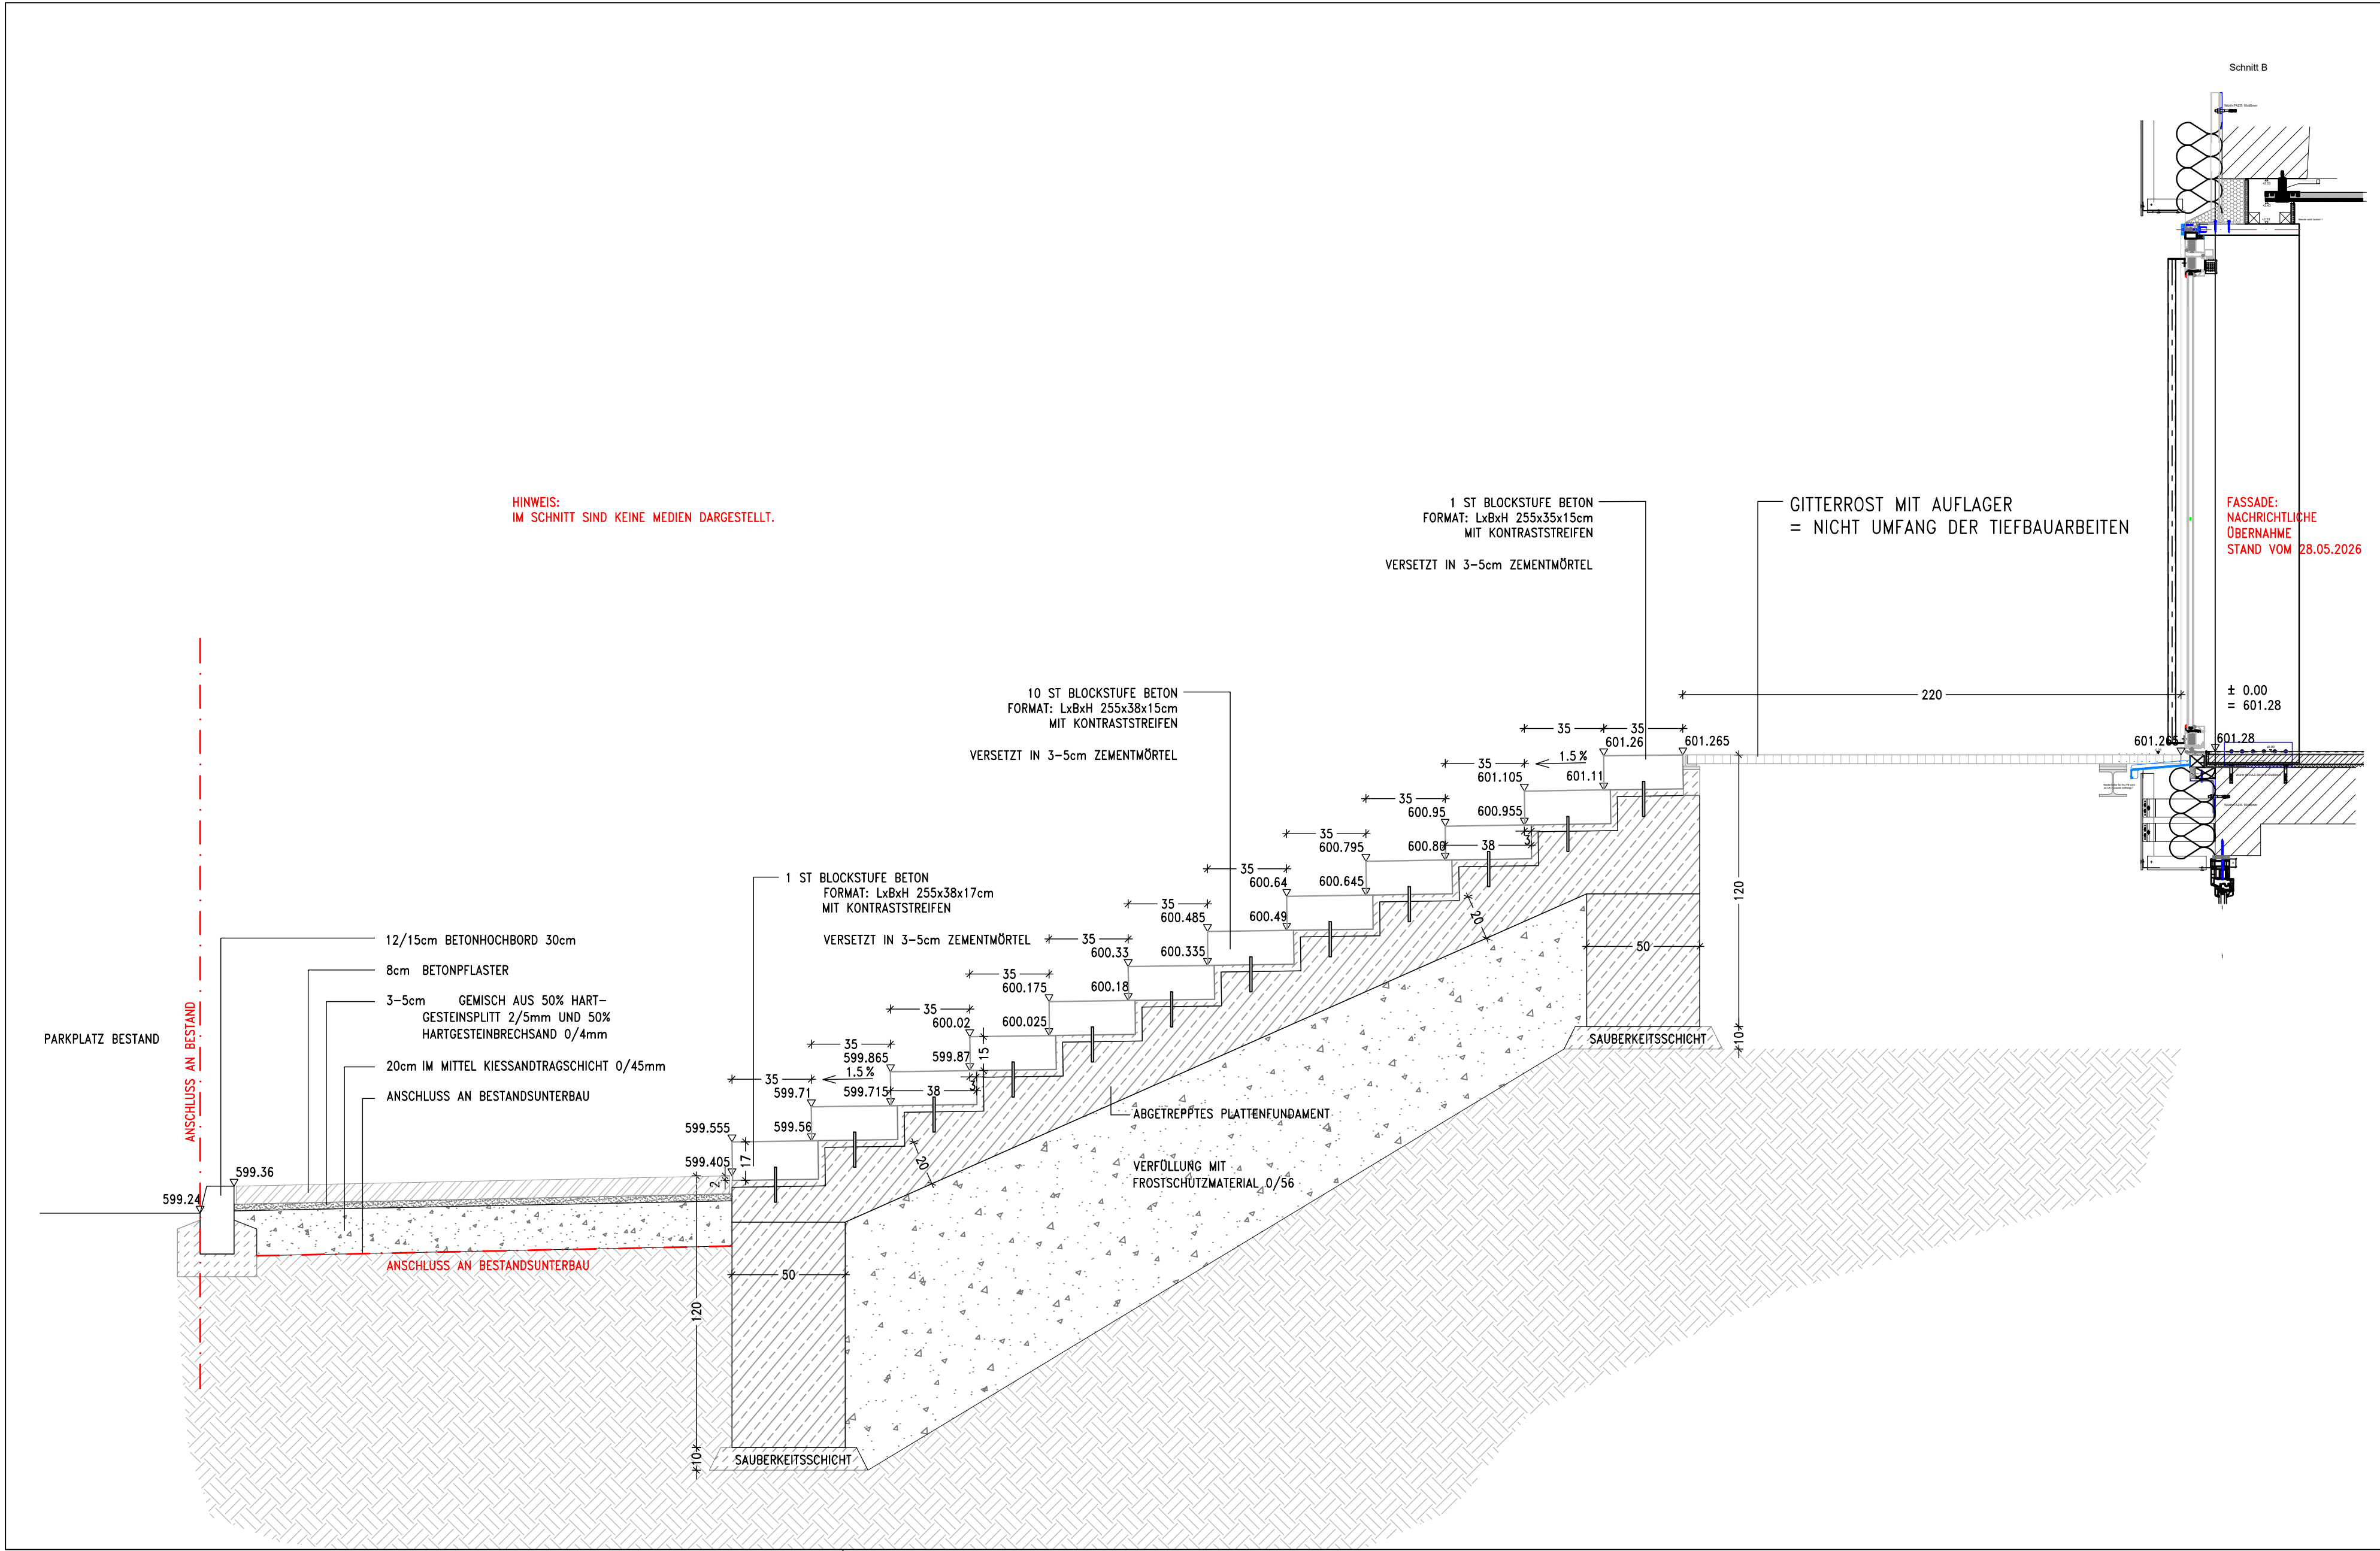 Schnitt B
HINWEIS:
IM SCHNITT SIND KEINE MEDIEN DARGESTELLT.
1 ST BLOCKSTUFE BETON
FORMAT: LxBxH 255x35x15cm
MIT KONTRASTSTREIFEN
VERSETZT IN 3-5cm ZEMENTMÖRTEL
GITTERROST MIT AUFLAGER
= NICHT UMFANG DER TIEFBAUARBEITEN
FASSADE:
NACHRICHTLICHE
ÜBERNAHME
STAND VOM 28.05.2026
10 ST BLOCKSTUFE BETON
FORMAT: LxBxH 255x38x15cm
MIT KONTRASTSTREIFEN
VERSETZT IN 3-5cm ZEMENTMÖRTEL
220
± 0.00
= 601.28
35
35
601.26
601.265
601.265
601.28
1.5%
35
601.105
601.11
35
600.95
600.955
3
35
600.795
600.80
38
35
600.64
600.645
35
600.485
600.49
20
35
600.33
600.335
35
600.175
600.18
35
600.02
600.025
35
599.865
599.87
15
1.5%
35
599.71
599.715
38
3
599.555
599.56
599.405
17
2
20
120
50
10
SAUBERKEITSSCHICHT
1 ST BLOCKSTUFE BETON
FORMAT: LxBxH 255x38x17cm
MIT KONTRASTSTREIFEN
VERSETZT IN 3-5cm ZEMENTMÖRTEL
12/15cm BETONHOCHBORD 30cm
8cm BETONPFLASTER
3-5cm GEMISCH AUS 50% HART-
GESTEINSPLITT 2/5mm UND 50%
HARTGESTEINBRECHSAND 0/4mm
20cm IM MITTEL KIESSANDTRAGSCHICHT 0/45mm
ANSCHLUSS AN BESTANDSUNTERBAU
PARKPLATZ BESTAND
ANSCHLUSS AN BESTAND
599.36
599.24
ANSCHLUSS AN BESTANDSUNTERBAU
ABGETREPPTES PLATTENFUNDAMENT
VERFÜLLUNG MIT
FROSTSCHUTZMATERIAL 0/56
50
120
10
SAUBERKEITSSCHICHT